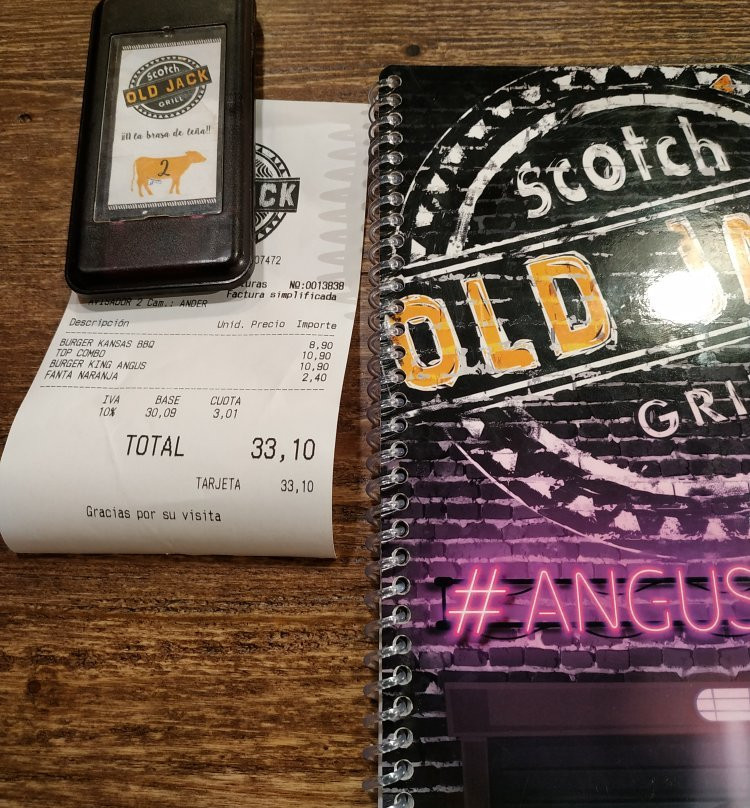 scotch
OLD JACK
GRILL
¡¡A la brasa de leña!!
2
JACK
07472
turas NO:0013838
Factura simplificada
AVISADOR 2 Cam.: ANDER
Descripción Unid. Precio Importe
BURGER KANSAS BBQ 8,90
TOP COMBO 10,90
BURGER KING ANGUS 10,90
FANTA NARANJA 2,40
IVA BASE CUOTA
10% 30,09 3,01
TOTAL 33,10
TARJETA 33,10
Gracias por su visita
scotch
OLD JA
GRI
#ANGUS